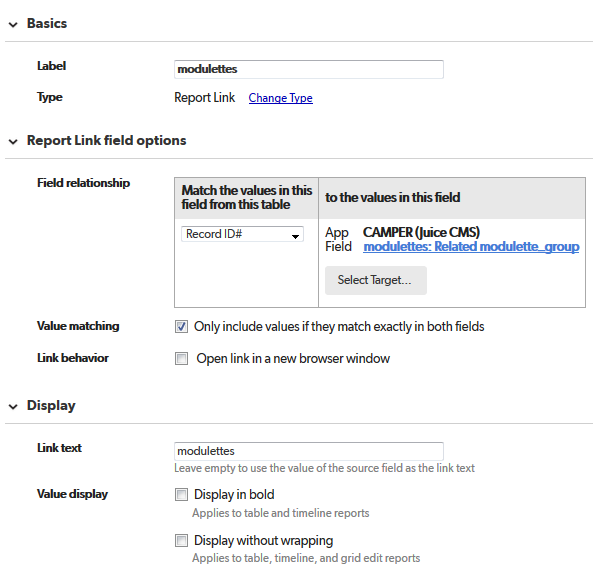 Basics
Label modulettes
Type Report Link Change Type
Report Link field options
Field relationship
Match the values in this field from this table
to the values in this field
Record ID#
App CAMPER (Juice CMS)
Field modulettes: Related modulette_group
Select Target...
Value matching Only include values if they match exactly in both fields
Link behavior Open link in a new browser window
Display
Link text modulettes
Leave empty to use the value of the source field as the link text
Value display Display in bold
Applies to table and timeline reports
Display without wrapping
Applies to table, timeline, and grid edit reports